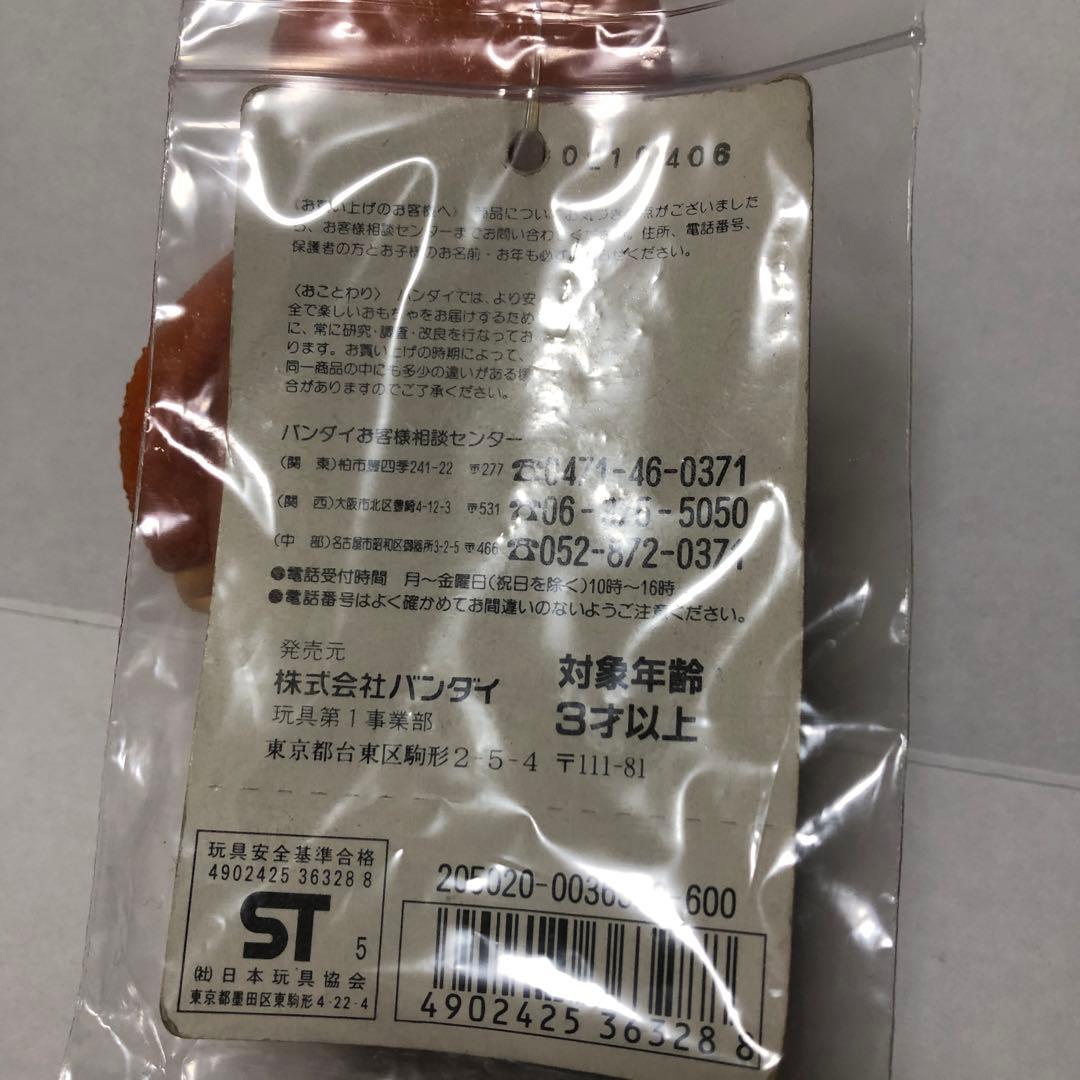 406
〈お買い上げのお客様へ〉 商品につい
がございました
お客様相談センターまでお問い合わ 住所、電話番号、
保護者の方とお子様のお名前・お年も必ず ください。
〈おことわり〉 バンダイでは、より安
全で楽しいおもちゃをお届けするため
に、常に研究・調査・改良を行なってお
ります。お買い上げの時期によって、
同一商品の中にも多少の違いがある場
合がありますのでご了承ください。
バンダイお客様相談センター
(関 東)柏市豊四季241-22 〒277 ☎0471-46-0371
(関 西)大阪市北区豊崎4-12-3 〒531 ☎06- -5050
(中 部)名古屋市昭和区御器所3-2-5 〒466 ☎052-872-0371
●電話受付時間 月〜金曜日(祝日を除く)10時〜16時
●電話番号はよく確かめてお間違いのないようご注意ください。
発売元
株式会社バンダイ
玩具第1事業部
東京都台東区駒形2-5-4 〒111-81
対象年齢
3才以上
玩具安全基準合格
4902425 36328 8
ST 5
(社)日本玩具協会
東京都墨田区東駒形4-22-4
205020- -600
4902425 36328 8